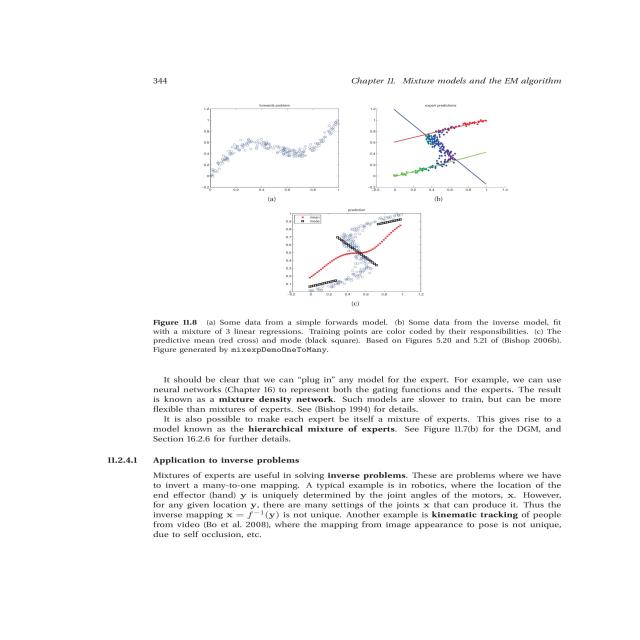 344
Chapter 11. Mixture models and the EM algorithm
forwards problem
expert predictions
(a)
(b)
prediction
mean
mode
(c)
Figure 11.8 (a) Some data from a simple forwards model. (b) Some data from the inverse model, fit
with a mixture of 3 linear regressions. Training points are color coded by their responsibilities. (c) The
predictive mean (red cross) and mode (black square). Based on Figures 5.20 and 5.21 of (Bishop 2006b).
Figure generated by mixexpDemoOneToMany.
It should be clear that we can "plug in" any model for the expert. For example, we can use
neural networks (Chapter 16) to represent both the gating functions and the experts. The result
is known as a mixture density network. Such models are slower to train, but can be more
flexible than mixtures of experts. See (Bishop 1994) for details.
It is also possible to make each expert be itself a mixture of experts. This gives rise to a
model known as the hierarchical mixture of experts. See Figure 11.7(b) for the DGM, and
Section 16.2.6 for further details.
11.2.4.1 Application to inverse problems
Mixtures of experts are useful in solving inverse problems. These are problems where we have
to invert a many-to-one mapping. A typical example is in robotics, where the location of the
end effector (hand) y is uniquely determined by the joint angles of the motors, x. However,
for any given location y, there are many settings of the joints x that can produce it. Thus the
inverse mapping x = f⁻¹(y) is not unique. Another example is kinematic tracking of people
from video (Bo et al. 2008), where the mapping from image appearance to pose is not unique,
due to self occlusion, etc.